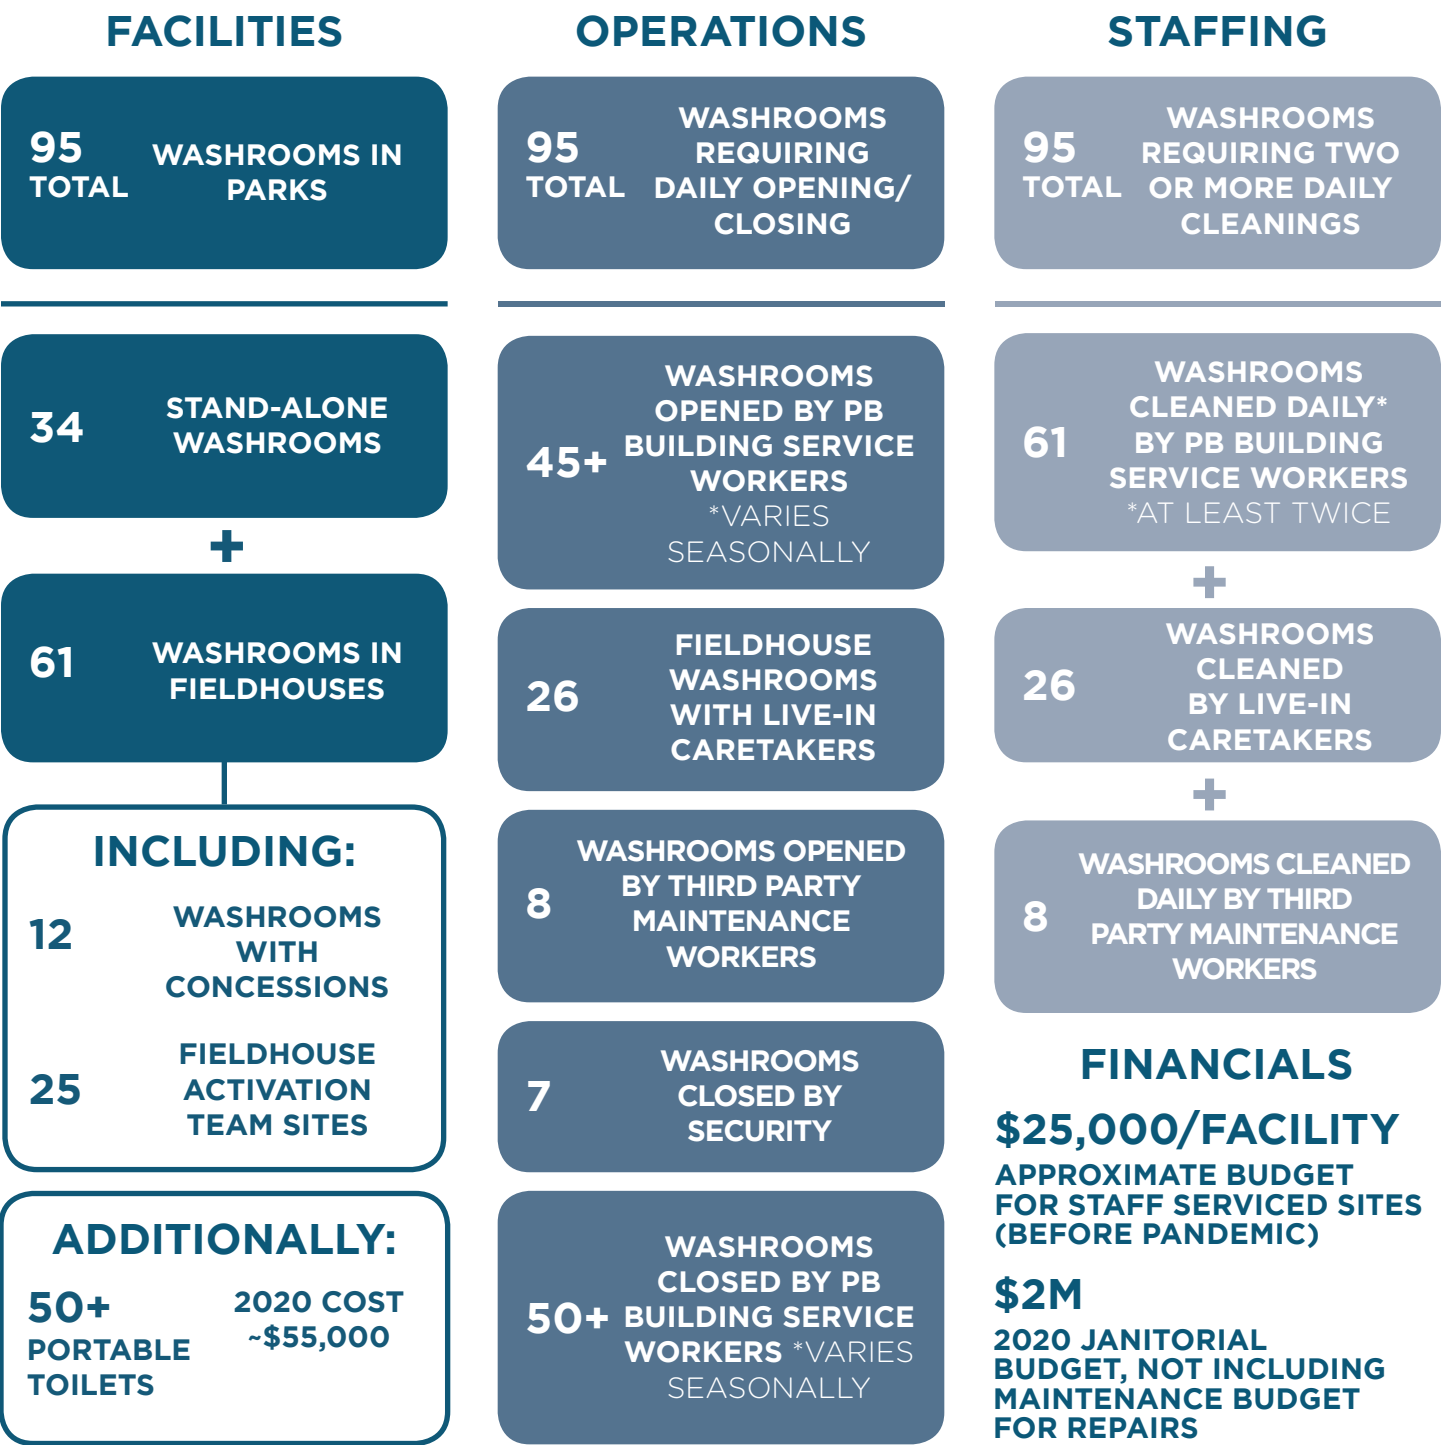 FACILITIES
95
TOTAL
WASHROOMS IN
PARKS
34
STAND-ALONE
WASHROOMS
+
61
WASHROOMS IN
FIELDHOUSES
INCLUDING:
12
WASHROOMS
WITH
CONCESSIONS
25
FIELDHOUSE
ACTIVATION
TEAM SITES
ADDITIONALLY:
50+
PORTABLE
TOILETS
2020 COST
~$55,000
OPERATIONS
95
TOTAL
WASHROOMS
REQUIRING
DAILY OPENING/
CLOSING
45+
WASHROOMS
OPENED BY PB
BUILDING SERVICE
WORKERS
*VARIES
SEASONALLY
26
FIELDHOUSE
WASHROOMS
WITH LIVE-IN
CARETAKERS
8
WASHROOMS OPENED
BY THIRD PARTY
MAINTENANCE
WORKERS
7
WASHROOMS
CLOSED BY
SECURITY
50+
WASHROOMS
CLOSED BY PB
BUILDING SERVICE
WORKERS *VARIES
SEASONALLY
STAFFING
95
TOTAL
WASHROOMS
REQUIRING TWO
OR MORE DAILY
CLEANINGS
61
WASHROOMS
CLEANED DAILY*
BY PB BUILDING
SERVICE WORKERS
*AT LEAST TWICE
+
26
WASHROOMS
CLEANED
BY LIVE-IN
CARETAKERS
+
8
WASHROOMS CLEANED
DAILY BY THIRD
PARTY MAINTENANCE
WORKERS
FINANCIALS
$25,000/FACILITY
APPROXIMATE BUDGET
FOR STAFF SERVICED SITES
(BEFORE PANDEMIC)
$2M
2020 JANITORIAL
BUDGET, NOT INCLUDING
MAINTENANCE BUDGET
FOR REPAIRS